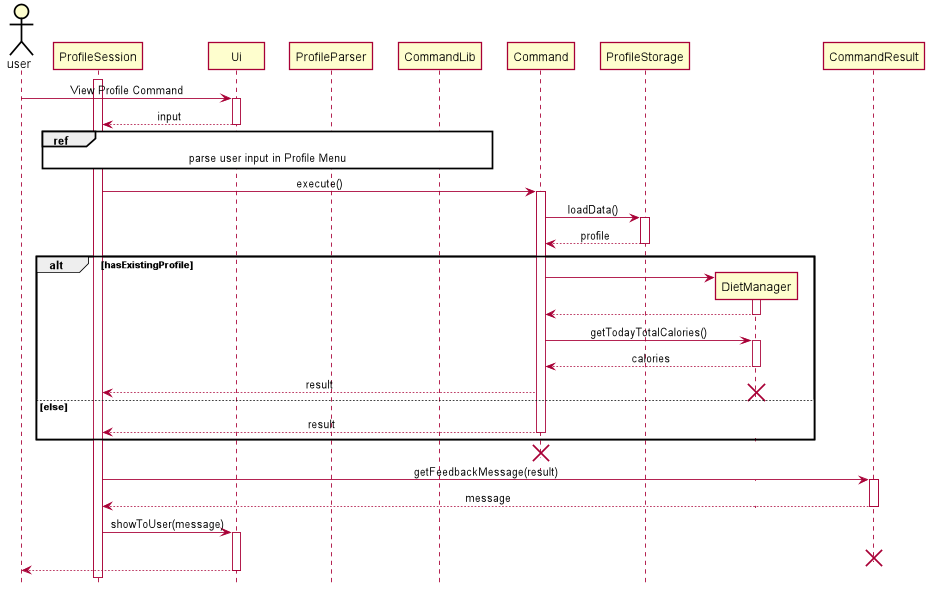 user
ProfileSession
Ui
ProfileParser
CommandLib
Command
ProfileStorage
CommandResult
View Profile Command
input
ref
parse user input in Profile Menu
execute()
loadData()
profile
alt
[hasExistingProfile]
DietManager
getTodayTotalCalories()
calories
result
[else]
result
getFeedbackMessage(result)
message
showToUser(message)